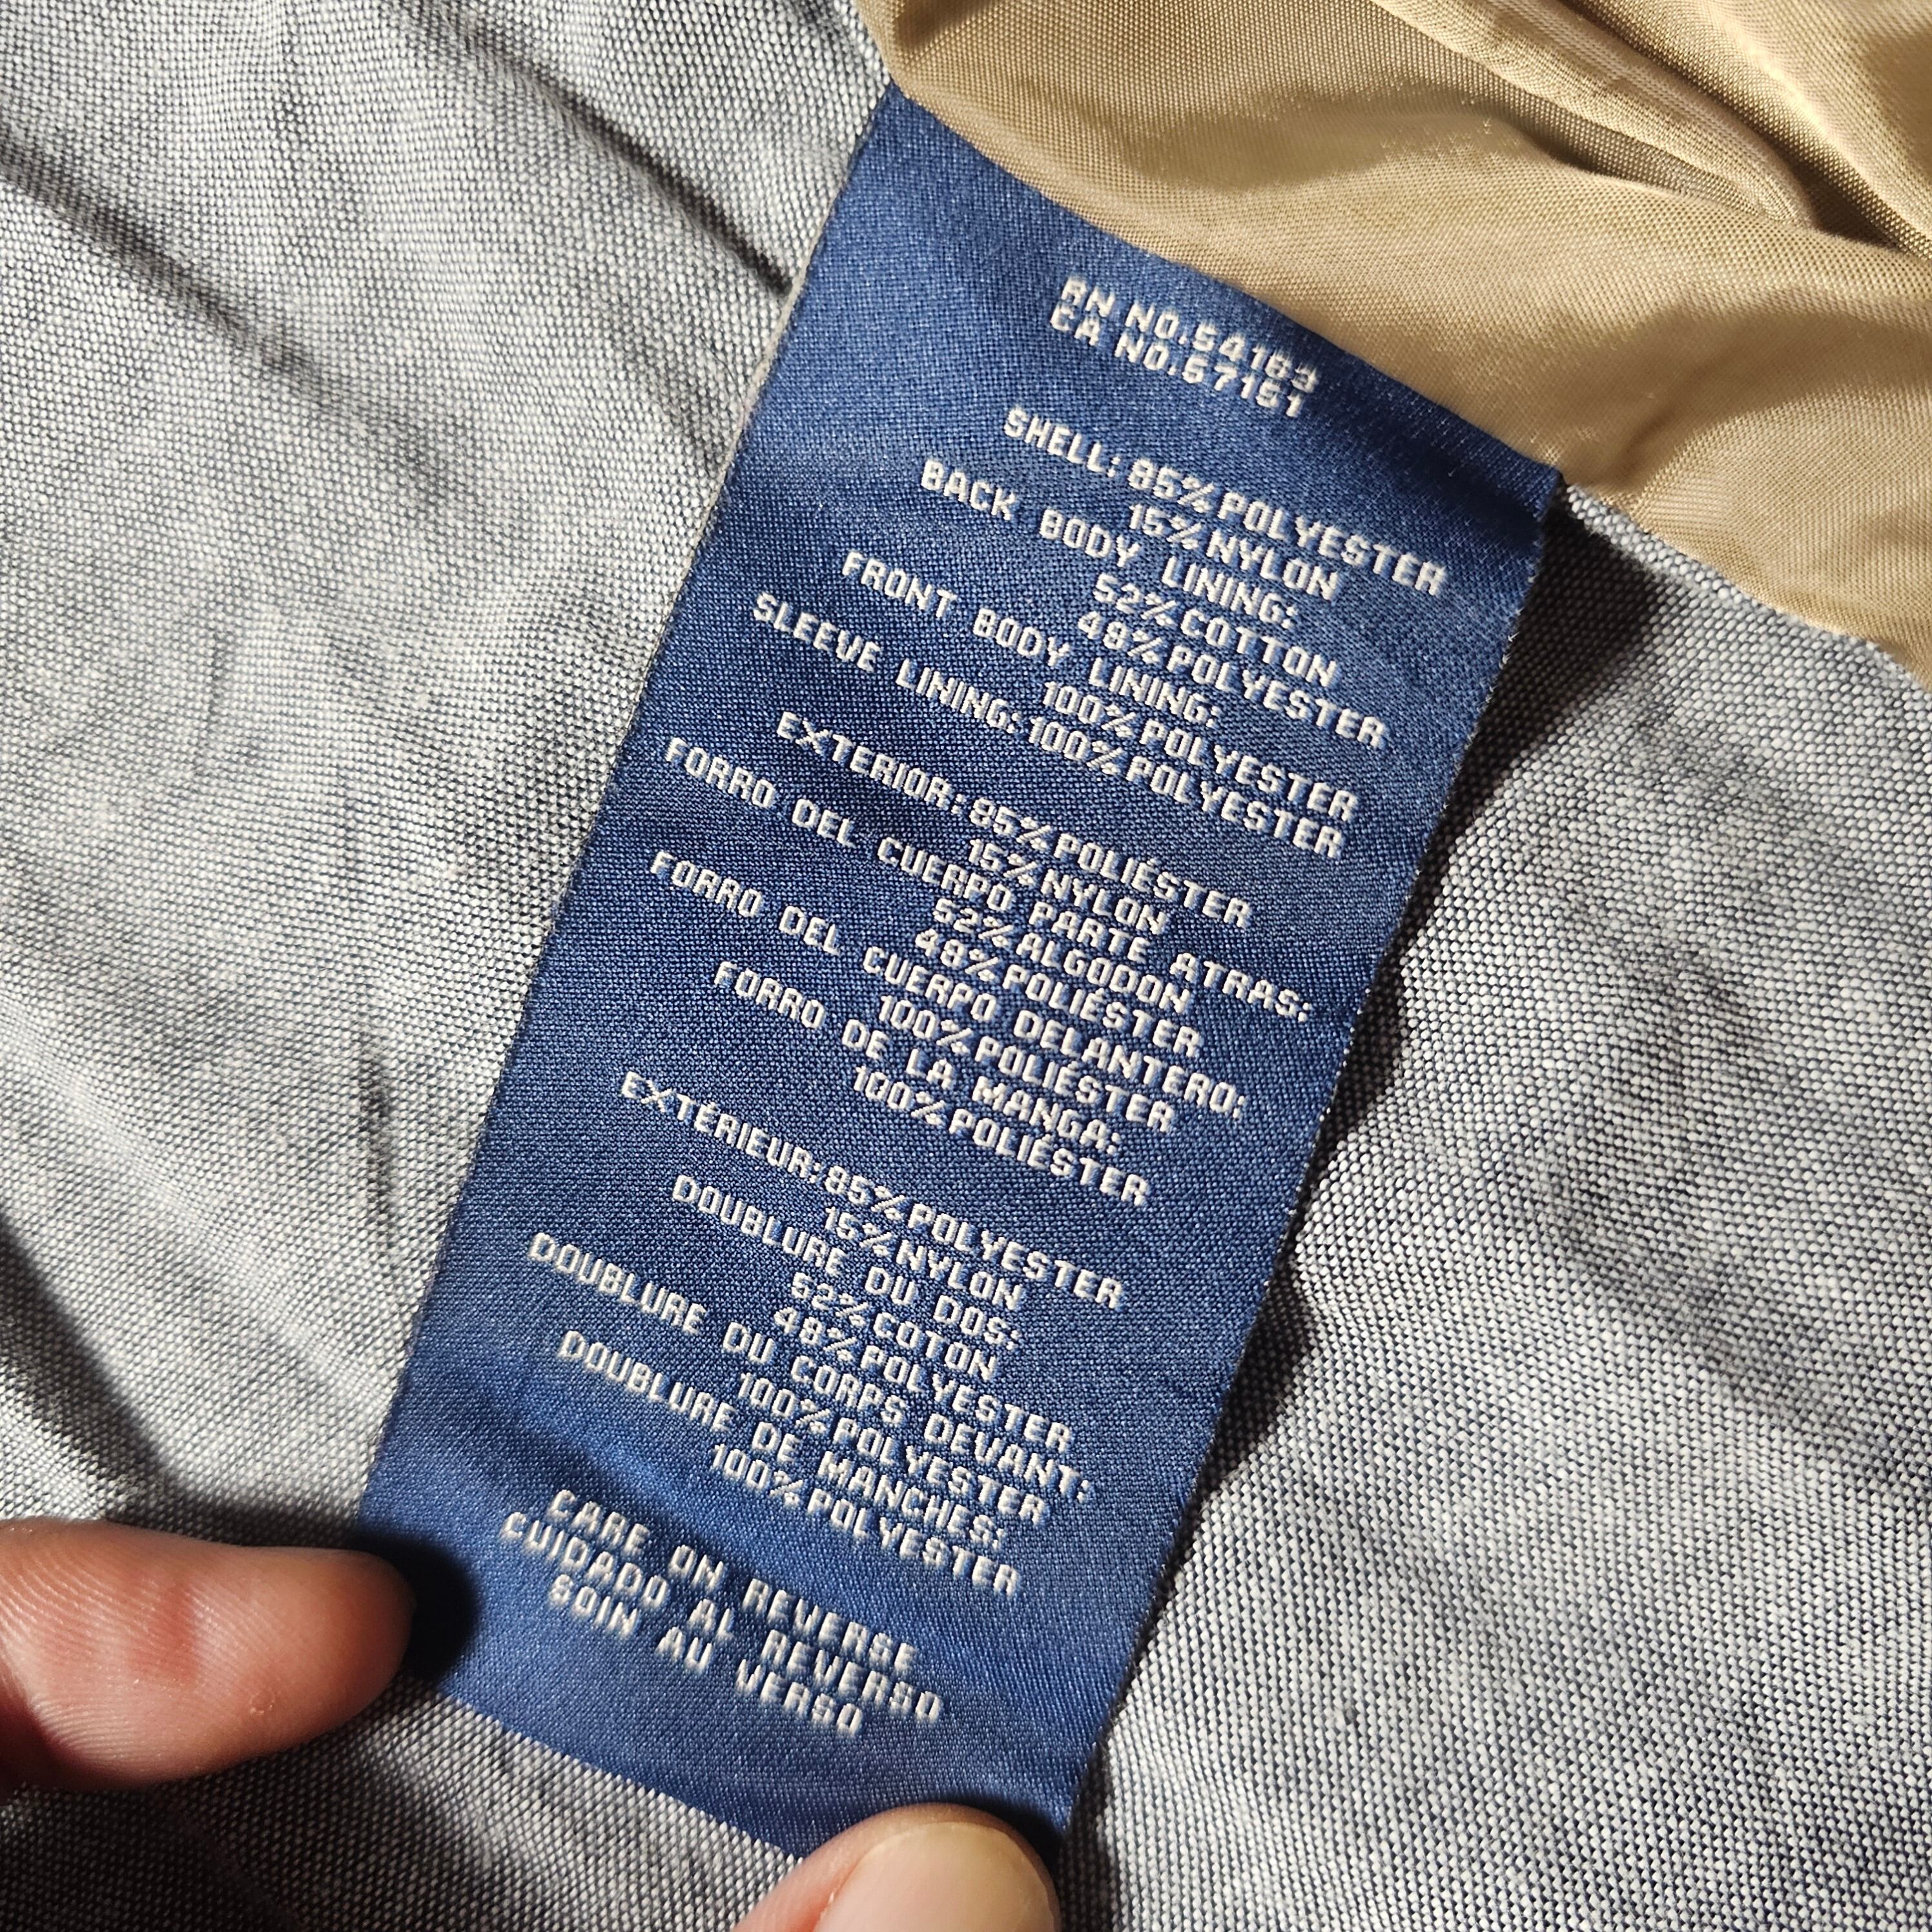 RN NO.54163
CA NO.57151
SHELL: 85% POLYESTER
15% NYLON
BACK BODY LINING:
52% COTTON
48% POLYESTER
FRONT BODY LINING:
100% POLYESTER
SLEEVE LINING: 100% POLYESTER
EXTERIOR: 85% POLIÉSTER
15% NYLON
FORRO DEL CUERPO PARTE ATRAS:
52% ALGODON
48% POLIÉSTER
FORRO DEL CUERPO DELANTERO:
100% POLIÉSTER
FORRO DE LA MANGA:
100% POLIÉSTER
EXTÉRIEUR: 85% POLYESTER
15% NYLON
DOUBLURE DU DOS:
52% COTON
48% POLYESTER
DOUBLURE DU CORPS DEVANT:
100% POLYESTER
DOUBLURE DE MANCHES:
100% POLYESTER
CARE ON REVERSE
CUIDADO AL REVERSO
SOIN AU VERSO